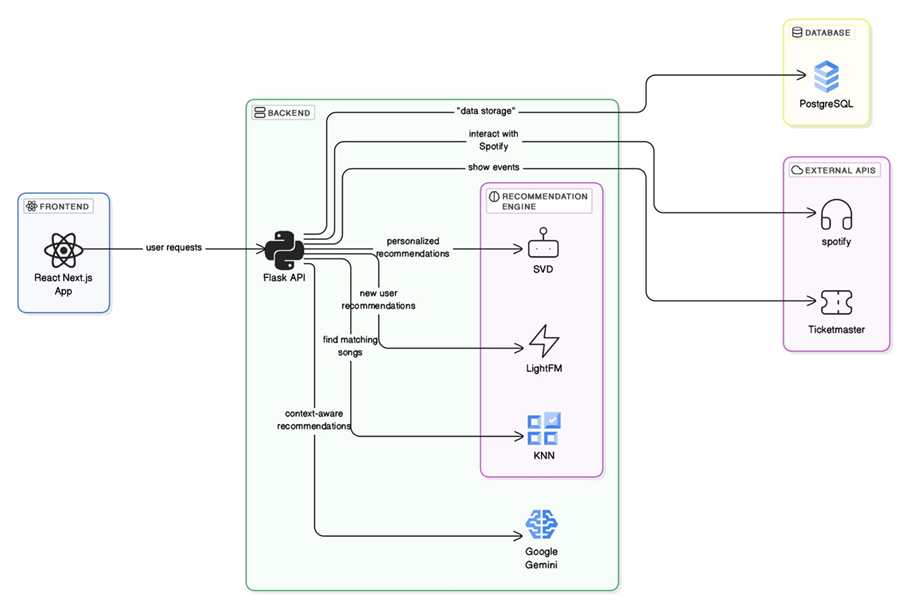 DATABASE
PostgreSQL
BACKEND
"data storage"
interact with
Spotify
show events
EXTERNAL APIS
spotify
Ticketmaster
FRONTEND
React Next.js
App
user requests
Flask API
RECOMMENDATION
ENGINE
personalized
recommendations
SVD
new user
recommendations
find matching
songs
LightFM
context-aware
recommendations
KNN
Google
Gemini